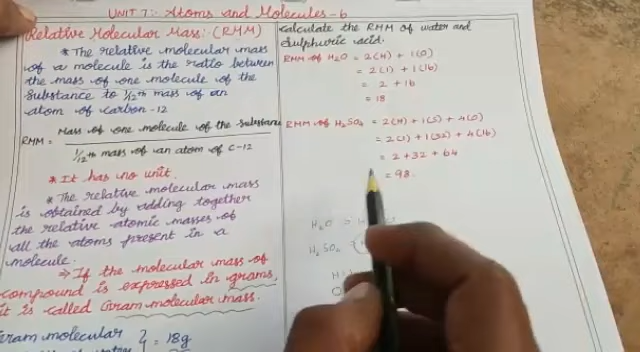 UNIT 7: Atoms and Molecules-6
Relative Molecular Mass:-(RMM)
* The relative molecular mass
of a molecule is the ratio between
the mass of one molecule of the
substance to 1/12th mass of an
atom of carbon-12
RMM = Mass of one molecule of the substance
1/12th mass of an atom of C-12
* It has no unit.
* The relative molecular mass
is obtained by adding together
the relative atomic masses of
all the atoms present in a
molecule.
⇒ If the molecular mass of
compound is expressed in grams,
it is called Gram molecular mass.
Gram molecular
= 18g
calculate the RMM of water and
sulphuric acid.
RMM of H2O = 2(H) + 1(O)
= 2(1) + 1(16)
= 2 + 16
= 18
RMM of H2SO4 = 2(H) + 1(S) + 4(O)
= 2(1) + 1(32) + 4(16)
= 2 + 32 + 64
= 98.
H2O
H2SO4